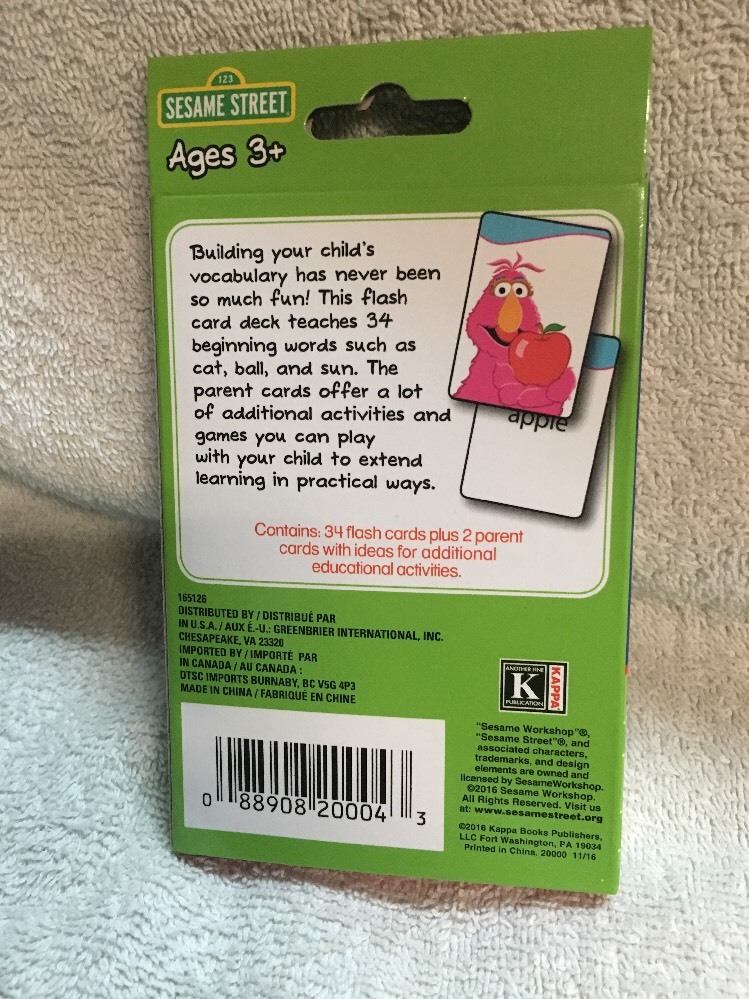 123
SESAME STREET
Ages 3+
Building your child's
vocabulary has never been
so much fun! This flash
card deck teaches 34
beginning words such as
cat, ball, and sun. The
parent cards offer a lot
of additional activities and
games you can play
with your child to extend
learning in practical ways.
apple
Contains: 34 flash cards plus 2 parent
cards with ideas for additional
educational activities.
165126
DISTRIBUTED BY / DISTRIBUÉ PAR
IN U.S.A. / AUX É.-U.: GREENBRIER INTERNATIONAL, INC.
CHESAPEAKE, VA 23320
IMPORTED BY / IMPORTÉ PAR
IN CANADA / AU CANADA :
DTSC IMPORTS BURNABY, BC V5G 4P3
MADE IN CHINA / FABRIQUÉ EN CHINE
ANOTHER FINE
K
PUBLICATION
KAPPA
"Sesame Workshop"®,
"Sesame Street"®, and
associated characters,
trademarks, and design
elements are owned and
licensed by SesameWorkshop.
©2016 Sesame Workshop.
All Rights Reserved. Visit us
at: www.sesamestreet.org
©2016 Kappa Books Publishers,
LLC Fort Washington, PA 19034
Printed in China. 20000 11/16
0 88908 20004 3